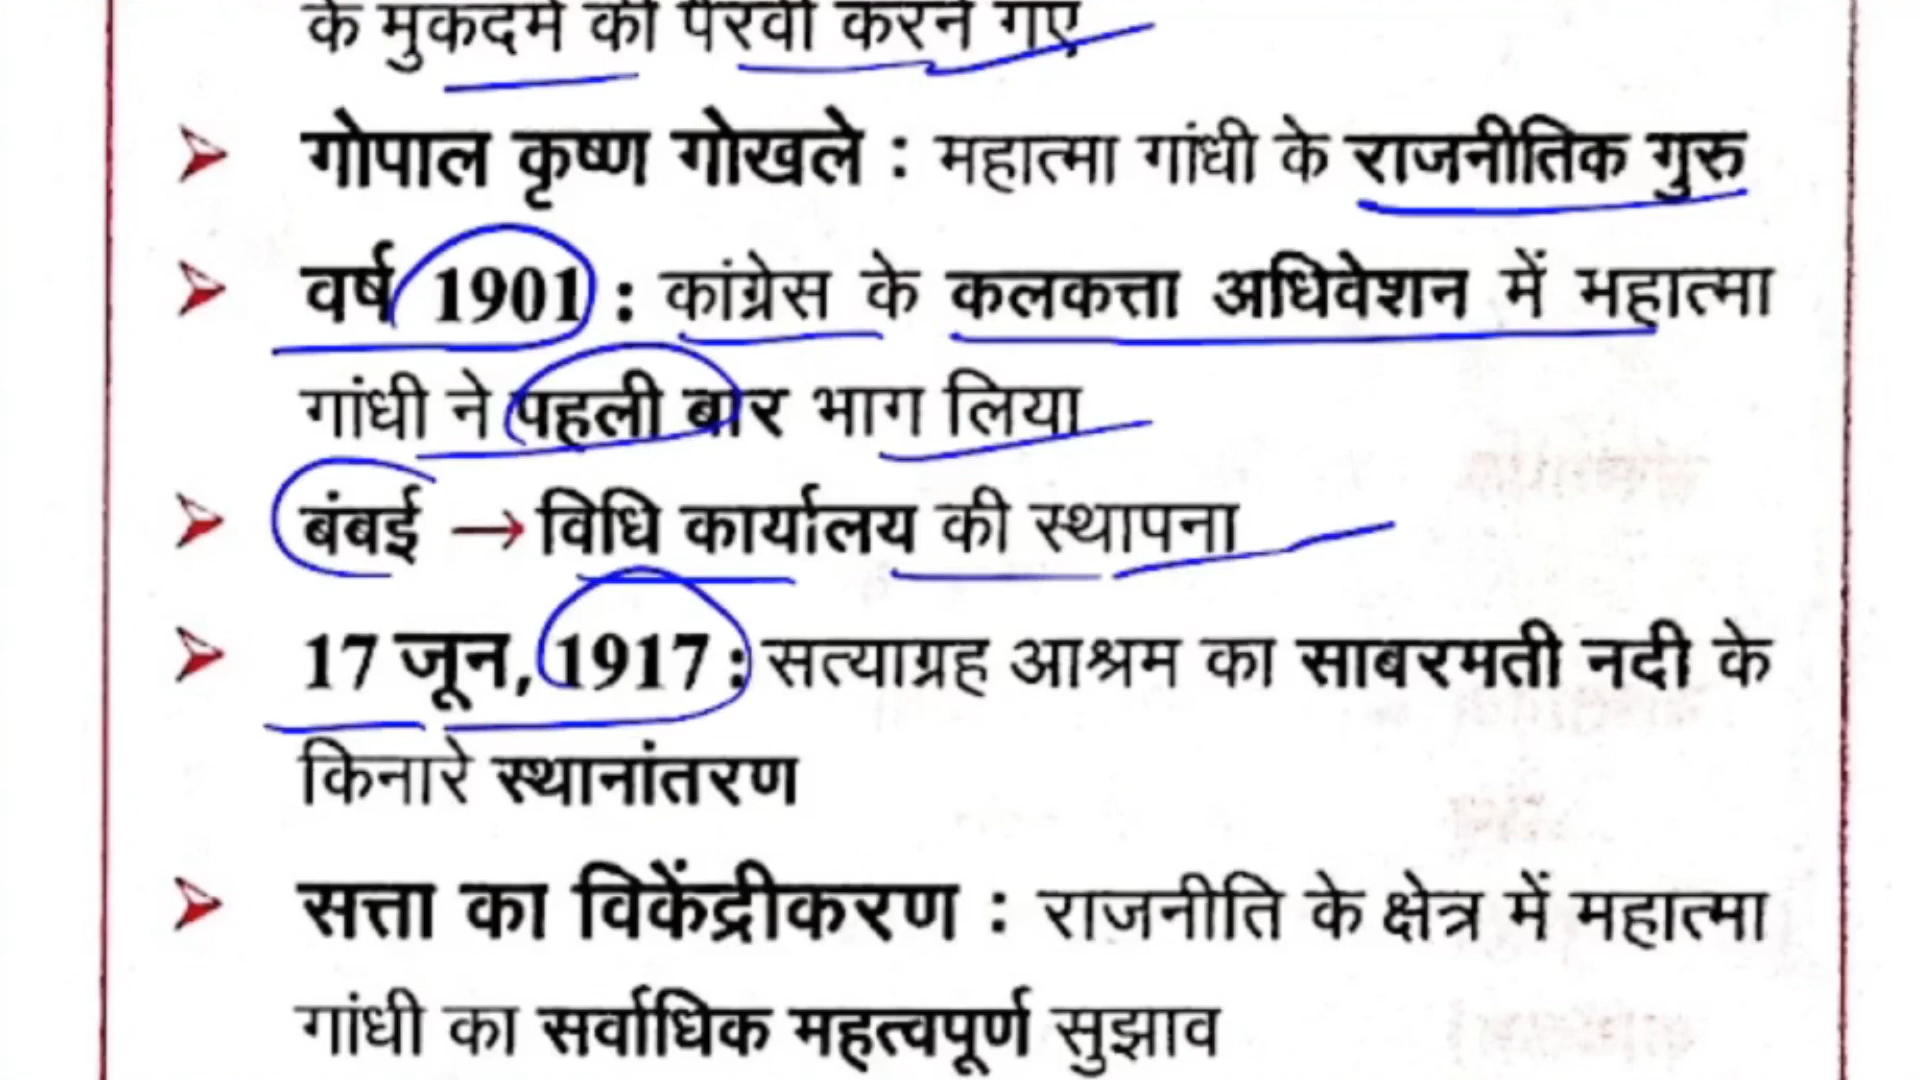 के मुकदमे की पैरवी करने गए
गोपाल कृष्ण गोखले : महात्मा गांधी के राजनीतिक गुरु
वर्ष 1901 : कांग्रेस के कलकत्ता अधिवेशन में महात्मा
गांधी ने पहली बार भाग लिया
बंबई → विधि कार्यालय की स्थापना
17 जून, 1917 : सत्याग्रह आश्रम का साबरमती नदी के
किनारे स्थानांतरण
सत्ता का विकेंद्रीकरण : राजनीति के क्षेत्र में महात्मा
गांधी का सर्वाधिक महत्वपूर्ण सुझाव